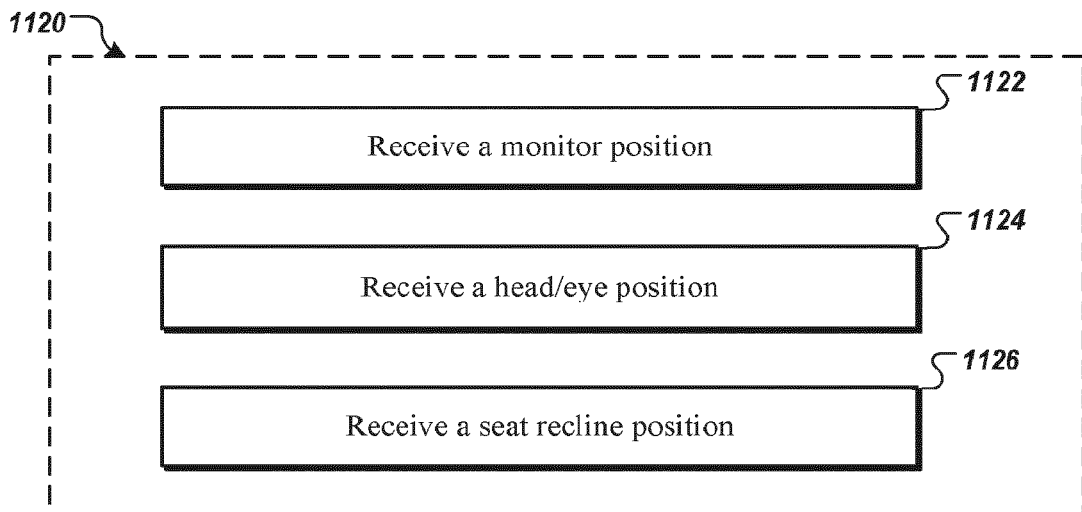 1120
1122
Receive a monitor position
1124
Receive a head/eye position
1126
Receive a seat recline position